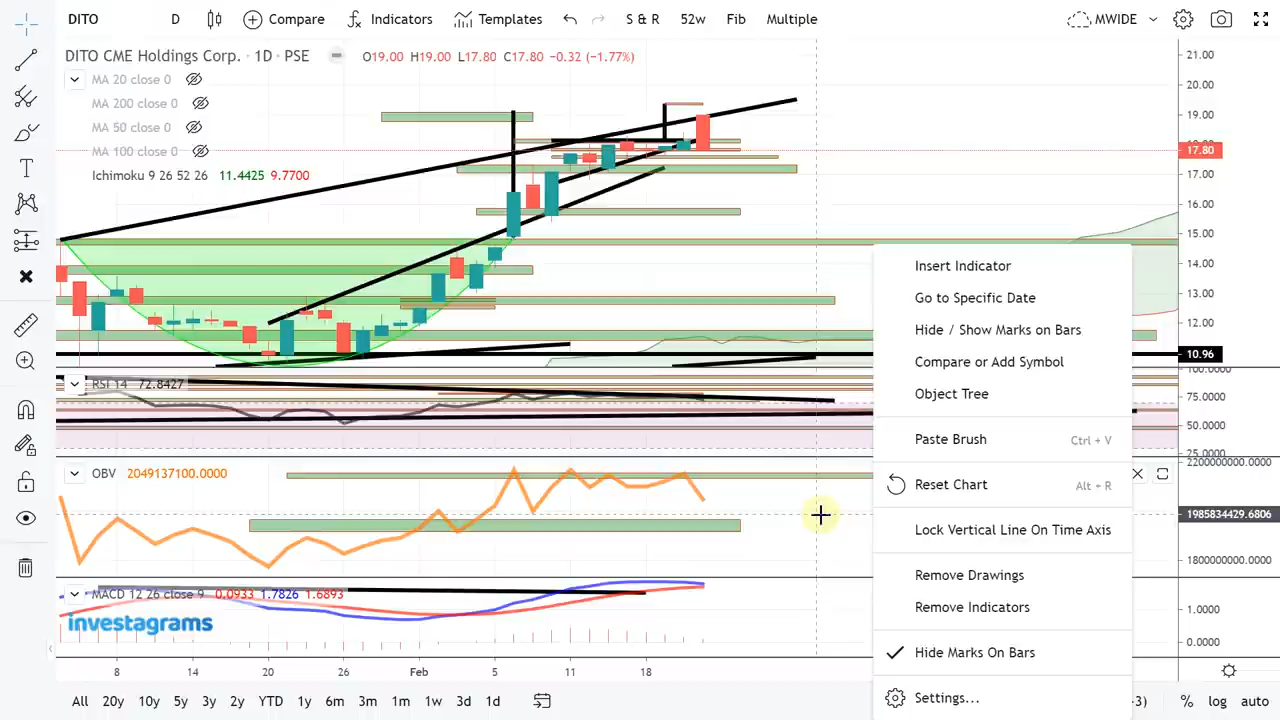 DITO D Compare Indicators Templates S & R 52w Fib Multiple MWIDE
DITO CME Holdings Corp. · 1D · PSE O19.00 H19.00 L17.80 C17.80 −0.32 (−1.77%)
MA 20 close 0
MA 200 close 0
MA 50 close 0
MA 100 close 0
Ichimoku 9 26 52 26 11.4425 9.7700
21.00
20.00
19.00
17.80
17.00
16.00
15.00
14.00
13.00
12.00
10.96
RSI 14 72.8427
100.0000
75.0000
50.0000
25.0000
OBV 2049137100.0000
2200000000.0000
1985834429.6806
1800000000.0000
MACD 12 26 close 9 0.0933 1.7826 1.6893
1.0000
0.0000
investagrams
Insert Indicator
Go to Specific Date
Hide / Show Marks on Bars
Compare or Add Symbol
Object Tree
Paste Brush Ctrl + V
Reset Chart Alt + R
Lock Vertical Line On Time Axis
Remove Drawings
Remove Indicators
Hide Marks On Bars
Settings...
8 14 20 26 Feb 5 11 18
All 20y 10y 5y 3y 2y YTD 1y 6m 3m 1m 1w 3d 1d % log auto